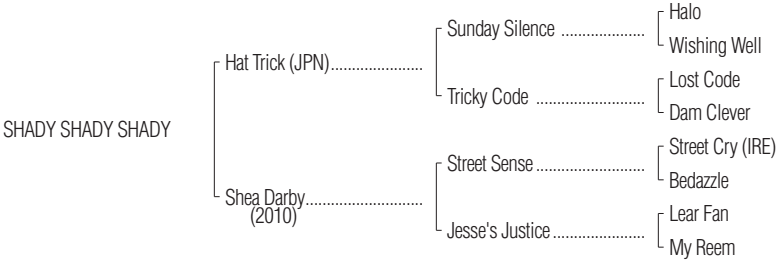 Halo
Sunday Silence ....................
Wishing Well
Hat Trick (JPN)......................
Lost Code
Tricky Code ..........................
Dam Clever
SHADY SHADY SHADY
Street Cry (IRE)
Street Sense ..........................
Bedazzle
Shea Darby............................
(2010)
Lear Fan
Jesse's Justice ......................
My Reem